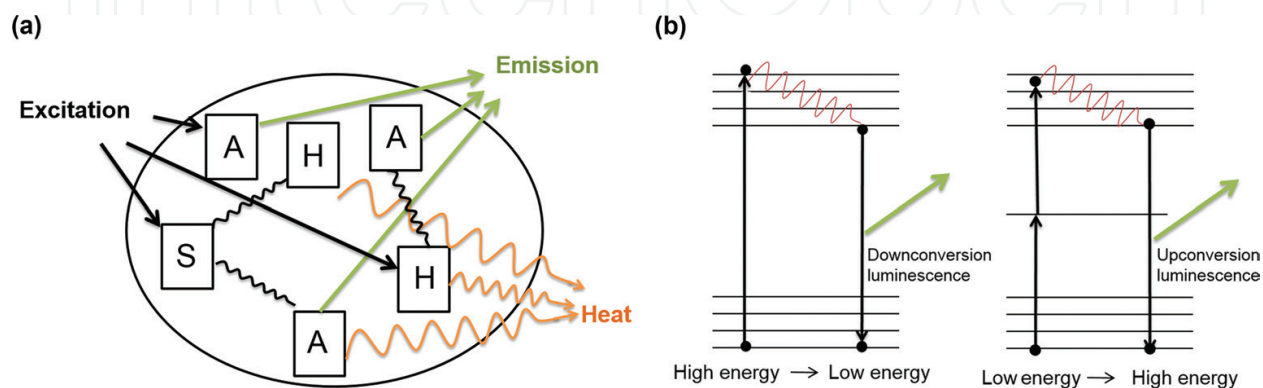 (a)
Emission
Excitation
A
H
A
S
H
A
Heat
(b)
Downconversion
luminescence
High energy → Low energy
Upconversion
luminescence
Low energy → High energy